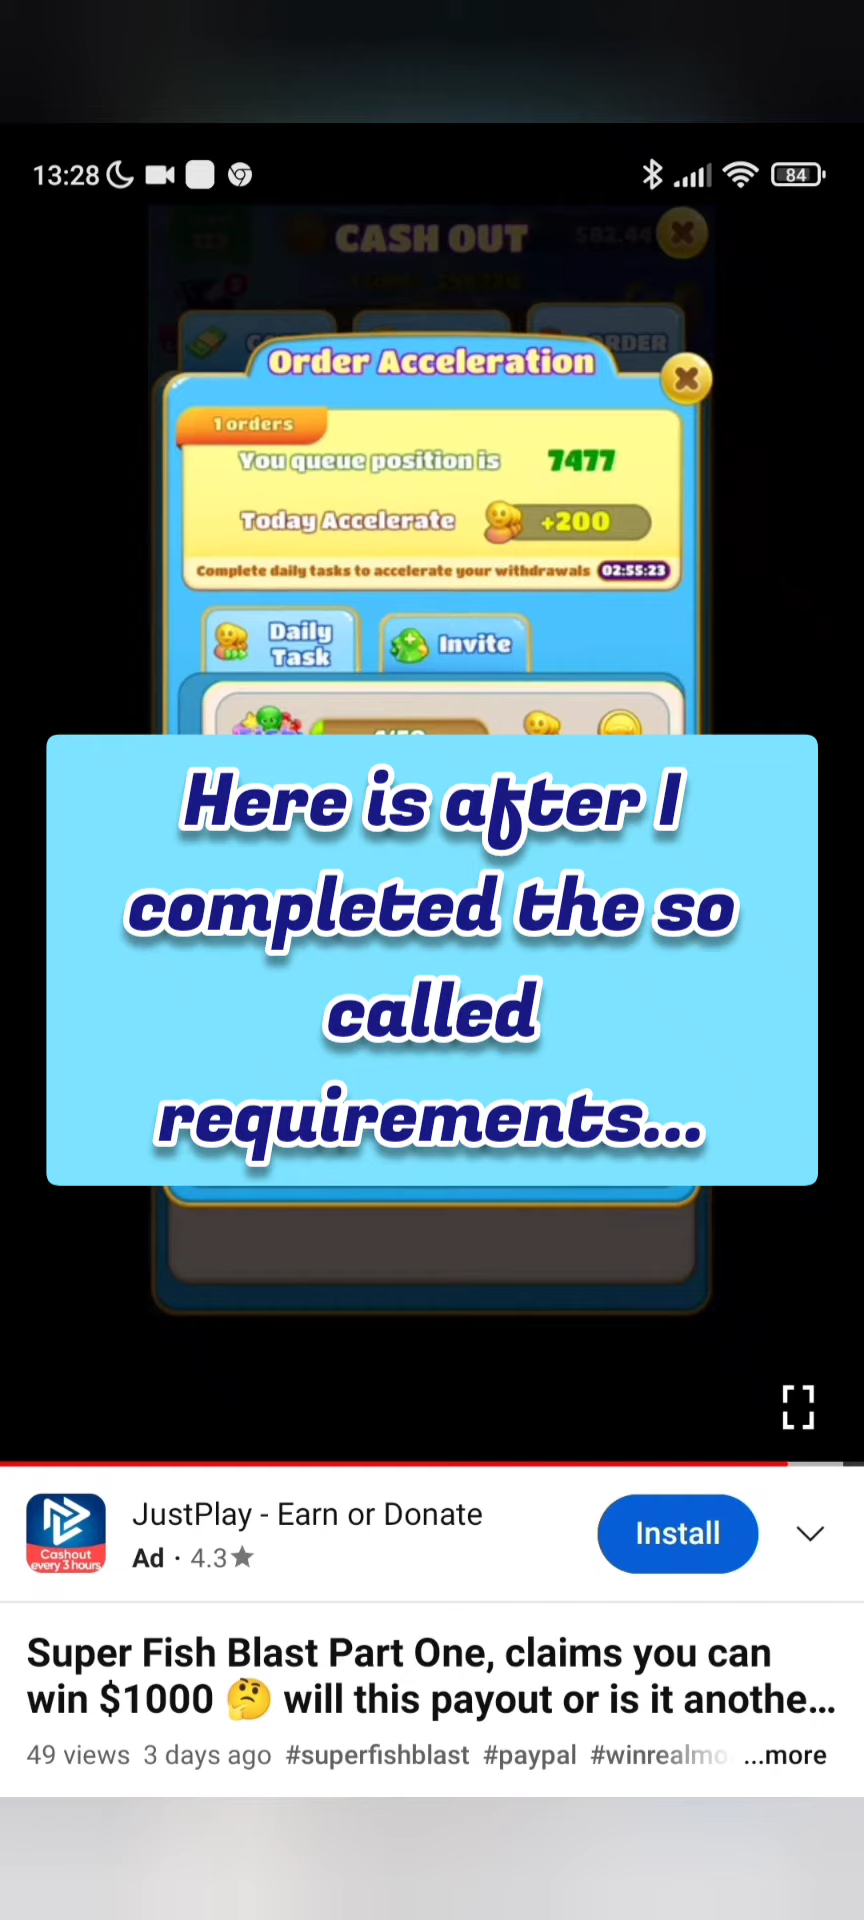 13:28
84
CASH OUT
582.44
ORDER
Order Acceleration
1 orders
You queue position is 7477
Today Accelerate +200
Complete daily tasks to accelerate your withdrawals 02:55:23
Daily
Task
Invite
Here is after I
completed the so
called
requirements...
JustPlay - Earn or Donate
Ad · 4.3★
Install
Cashout
every 3 hours
Super Fish Blast Part One, claims you can
win $1000 🤔 will this payout or is it anothe...
49 views 3 days ago #superfishblast #paypal #winrealmo ...more